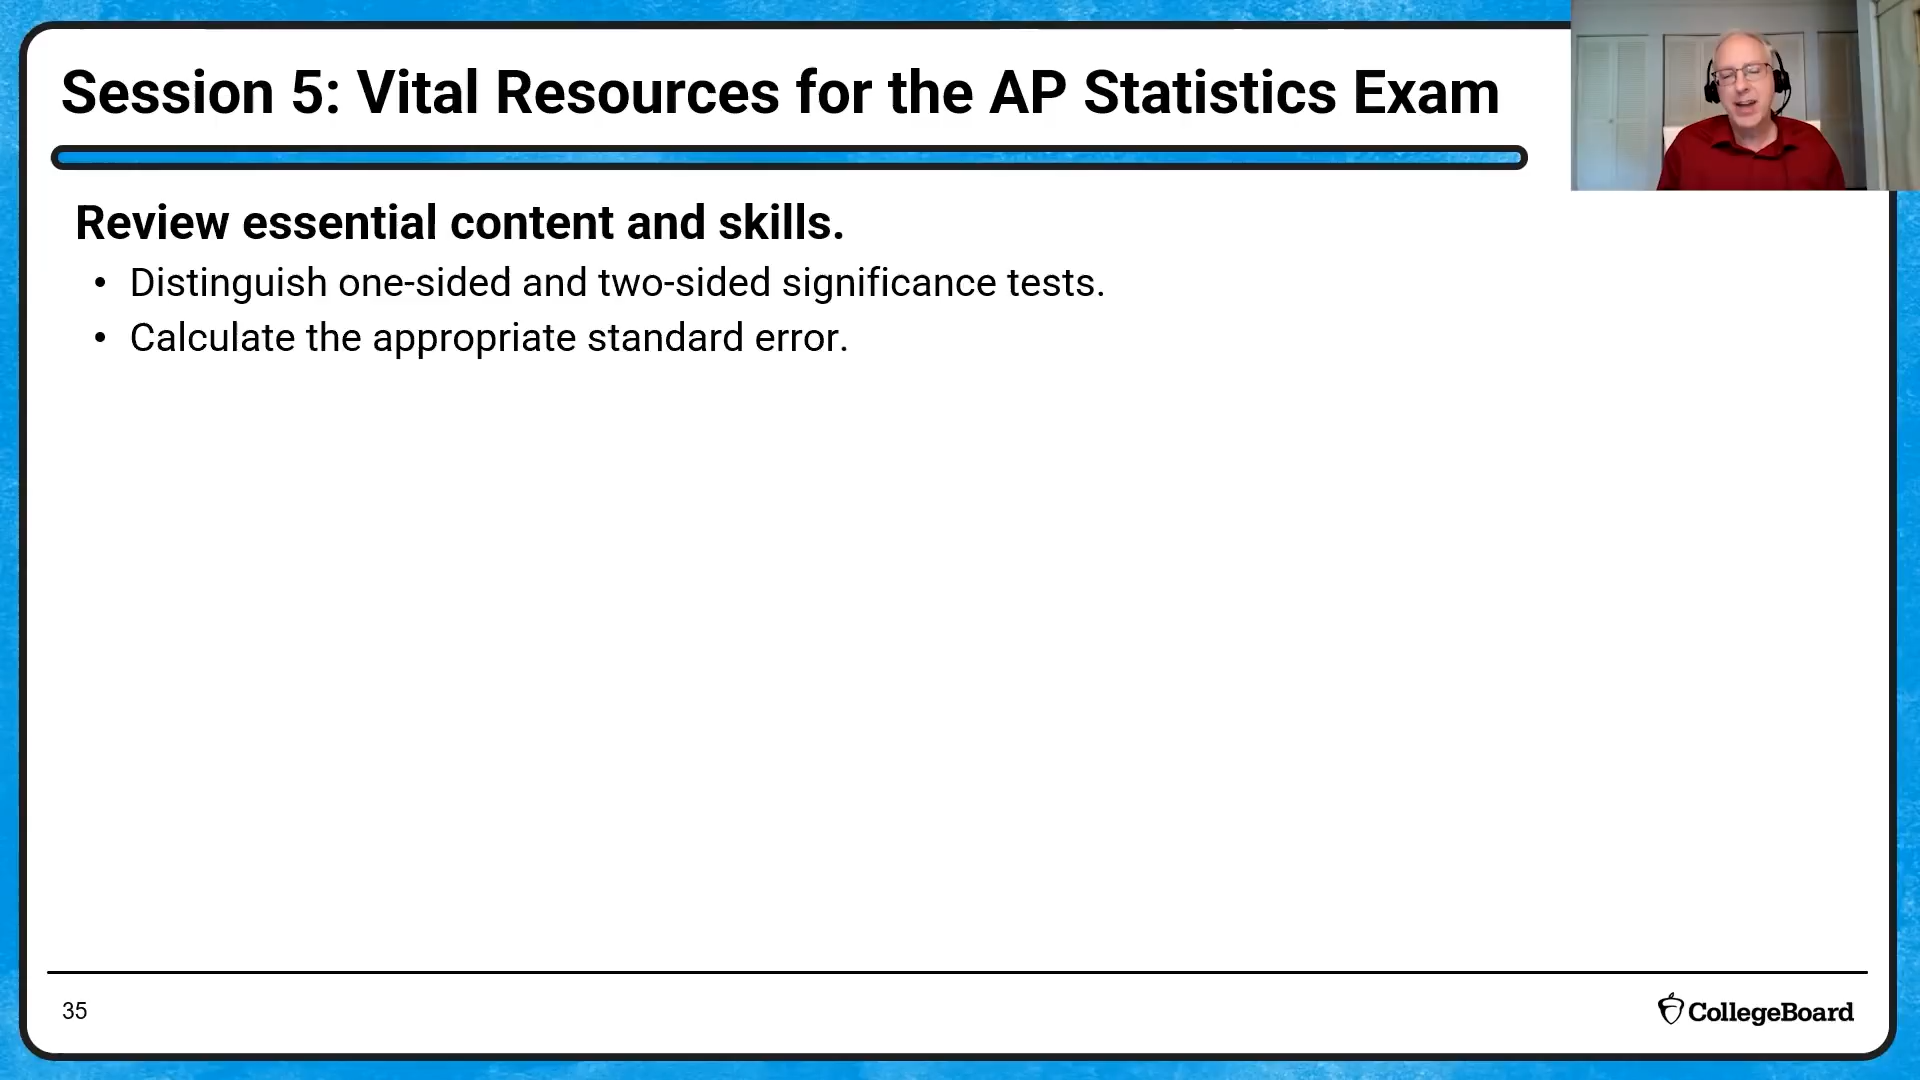 Session 5: Vital Resources for the AP Statistics Exam
Review essential content and skills.
• Distinguish one-sided and two-sided significance tests.
• Calculate the appropriate standard error.
35
CollegeBoard